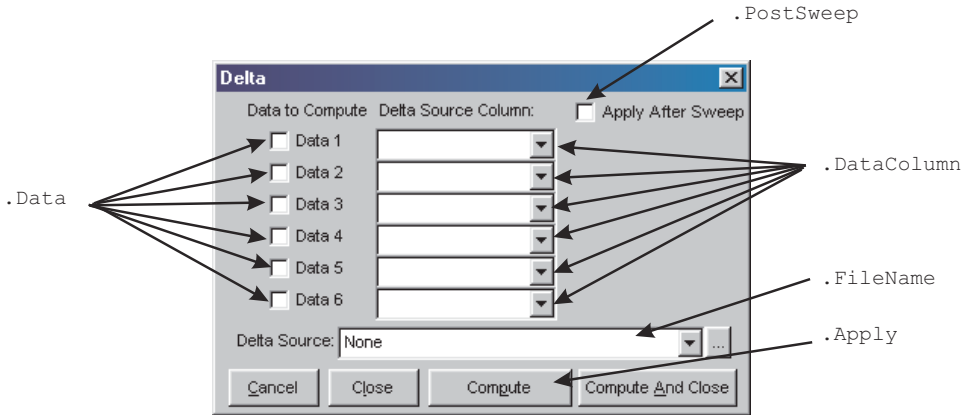 .PostSweep
Delta
Data to Compute Delta Source Column: Apply After Sweep
Data 1
Data 2
Data 3
Data 4
Data 5
Data 6
.Data
.DataColumn
.FileName
Delta Source: None ...
.Apply
Cancel Close Compute Compute And Close